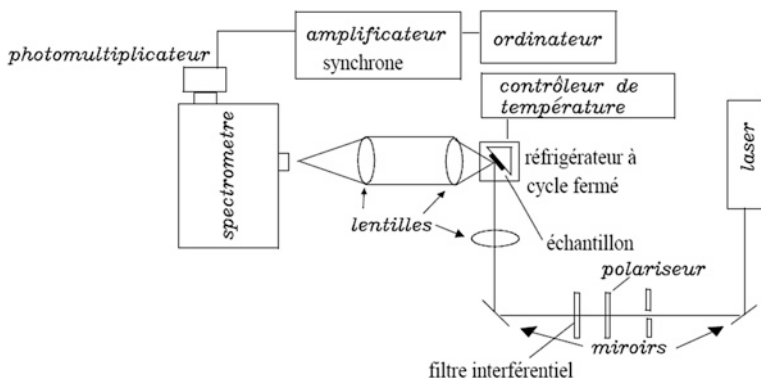 amplificateur
synchrone
ordinateur
photomultiplicateur
contrôleur de
température
laser
spectrometre
réfrigérateur à
cycle fermé
lentilles
échantillon
polariseur
miroirs
filtre interférentiel